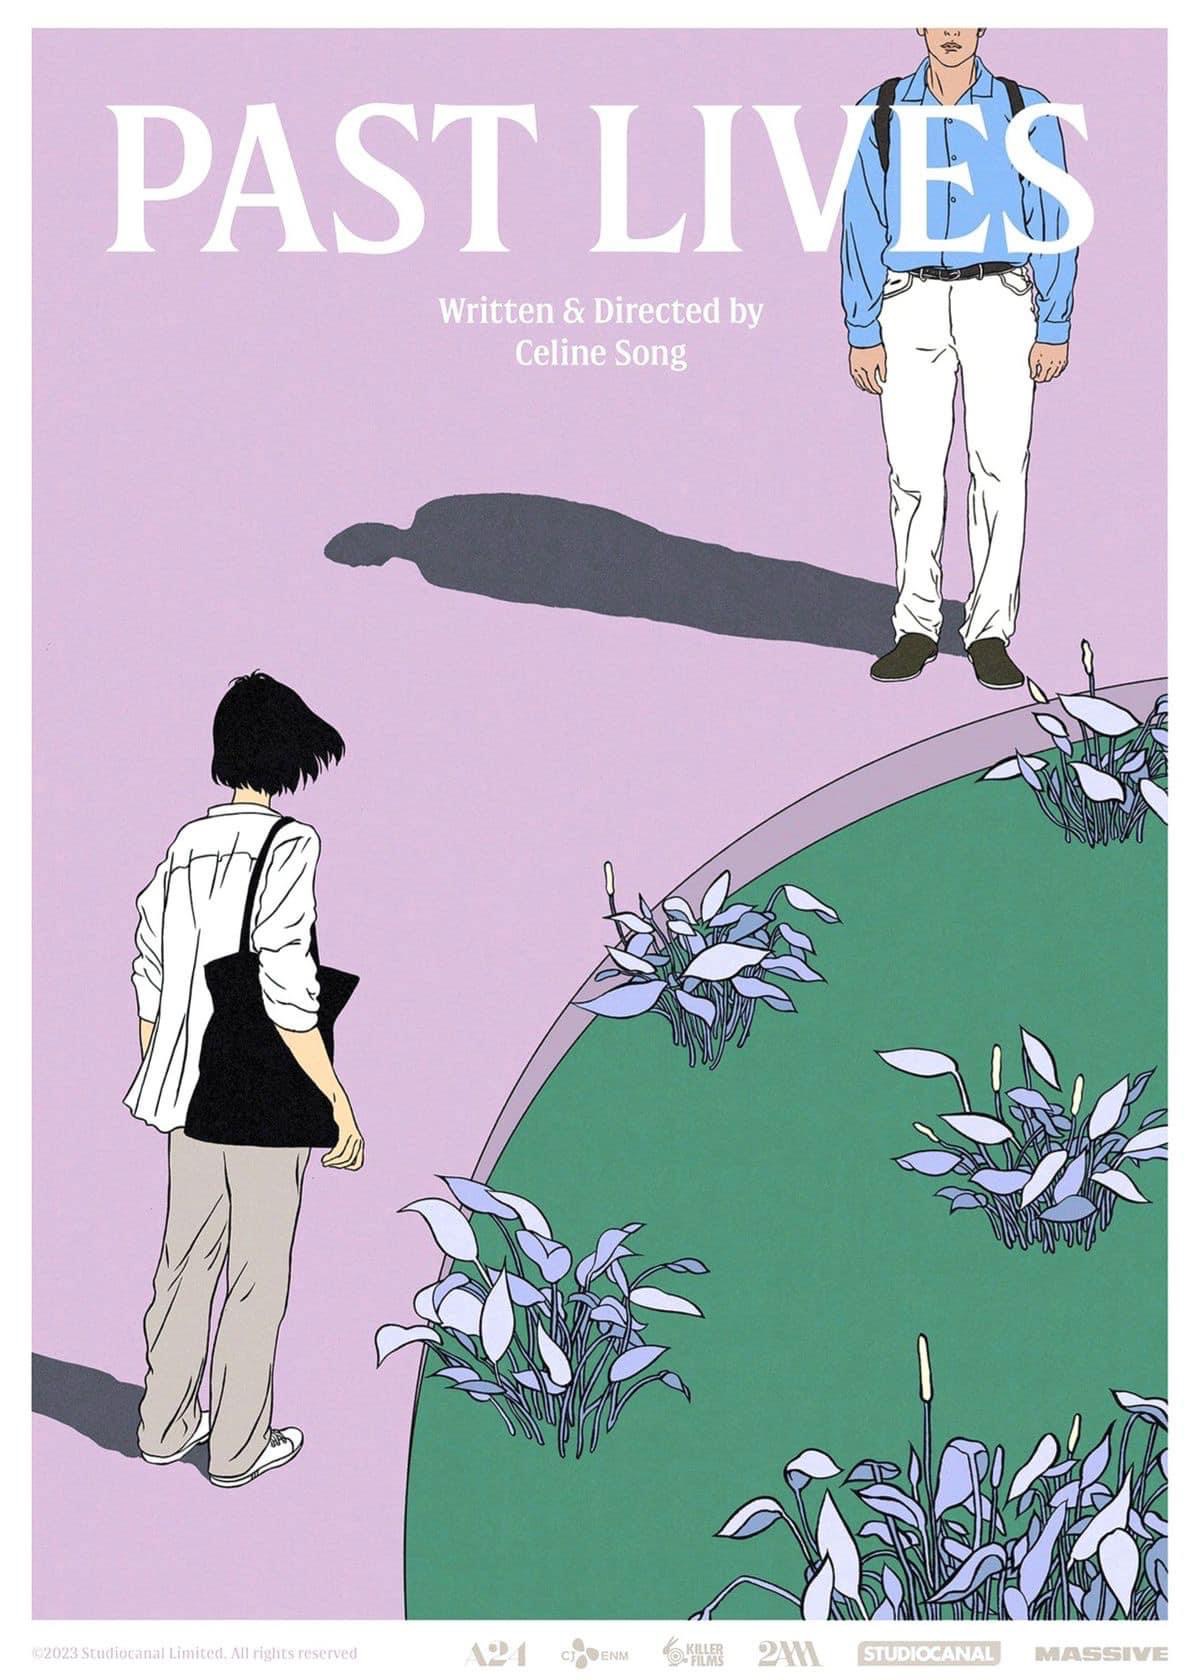 PAST LIVES
Written & Directed by
Celine Song
©2023 Studiocanal Limited. All rights reserved
A24
CJ ENM
KILLER
FILMS
2AM
STUDIOCANAL
MASSIVE